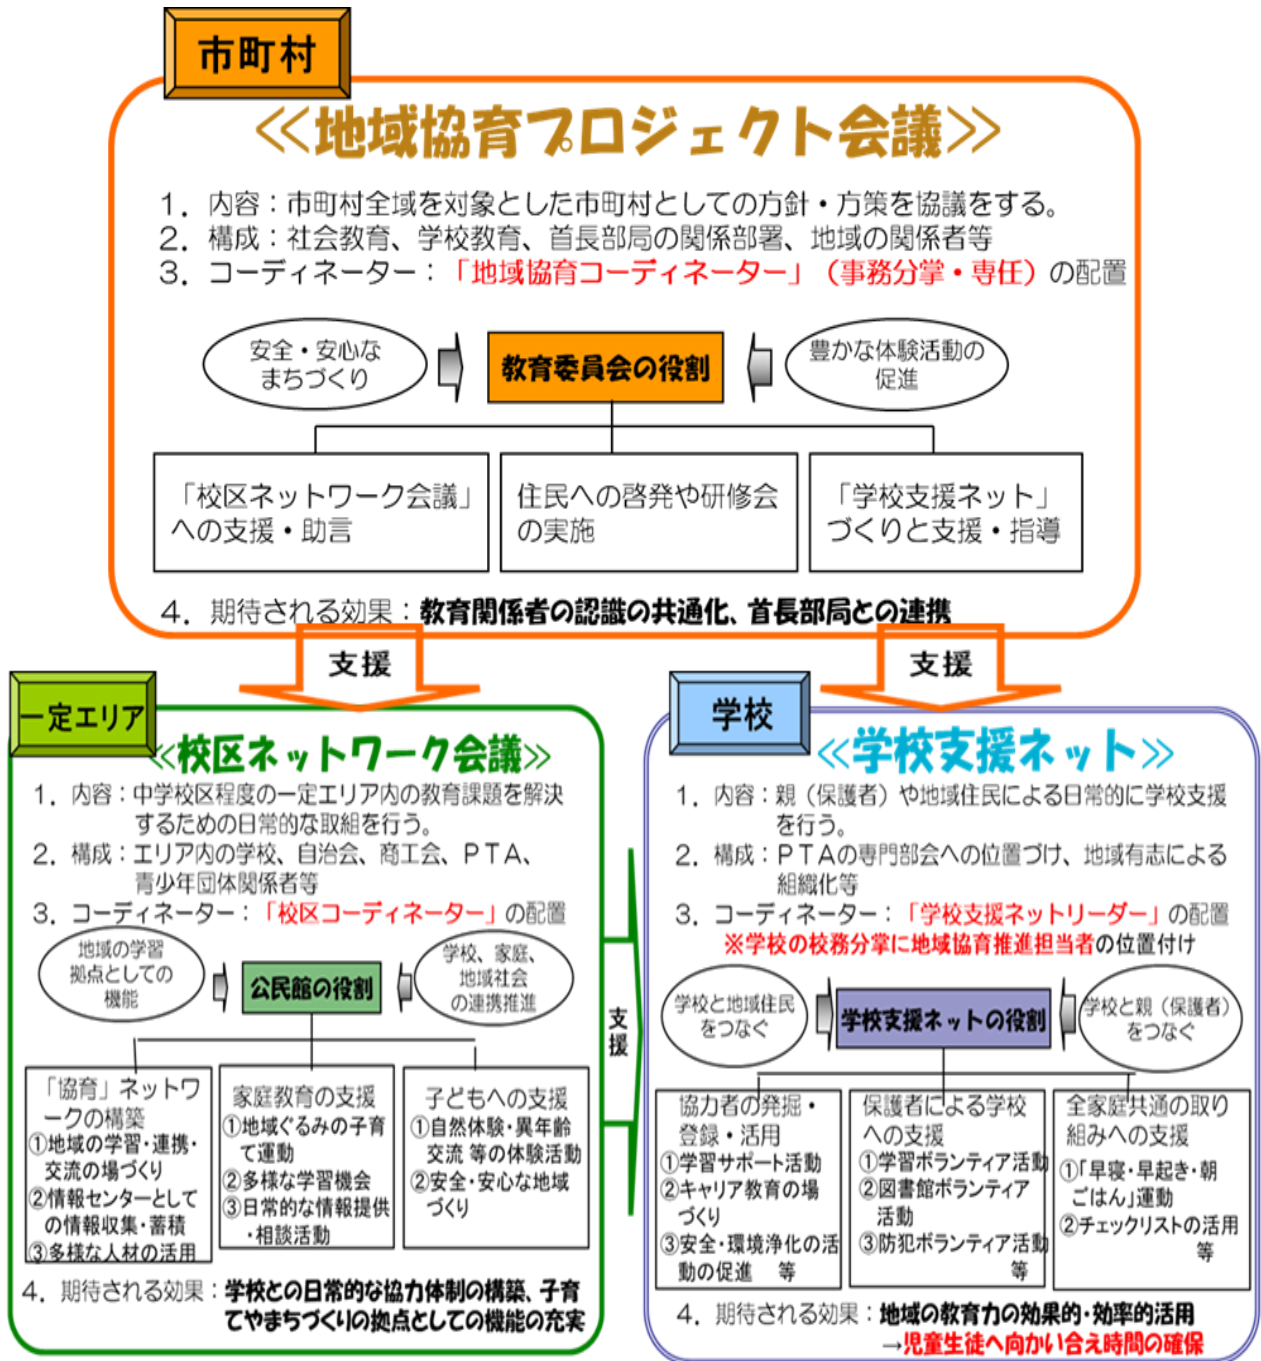 市町村
≪地域協育プロジェクト会議≫
1．内容：市町村全域を対象とした市町村としての方針・方策を協議をする。
2．構成：社会教育、学校教育、首長部局の関係部署、地域の関係者等
3．コーディネーター：「地域協育コーディネーター」（事務分掌・専任）の配置
安全・安心な
まちづくり
教育委員会の役割
豊かな体験活動の
促進
「校区ネットワーク会議」
への支援・助言
住民への啓発や研修会
の実施
「学校支援ネット」
づくりと支援・指導
4．期待される効果：教育関係者の認識の共通化、首長部局との連携
支援
支援
一定エリア
≪校区ネットワーク会議≫
1．内容：中学校区程度の一定エリア内の教育課題を解決
するための日常的な取組を行う。
2．構成：エリア内の学校、自治会、商工会、ＰＴＡ、
青少年団体関係者等
3．コーディネーター：「校区コーディネーター」の配置
地域の学習
拠点としての
機能
公民館の役割
学校、家庭、
地域社会
の連携推進
「協育」ネットワ
ークの構築
①地域の学習・連携・
交流の場づくり
②情報センターとして
の情報収集・蓄積
③多様な人材の活用
家庭教育の支援
①地域ぐるみの子育
て運動
②多様な学習機会
③日常的な情報提供
・相談活動
子どもへの支援
①自然体験・異年齢
交流 等の体験活動
②安全・安心な地域
づくり
4．期待される効果：学校との日常的な協力体制の構築、子育
てやまちづくりの拠点としての機能の充実
支援
学校
≪学校支援ネット≫
1．内容：親（保護者）や地域住民による日常的に学校支援
を行う。
2．構成：ＰＴＡの専門部会への位置づけ、地域有志による
組織化等
3．コーディネーター：「学校支援ネットリーダー」の配置
※学校の校務分掌に地域協育推進担当者の位置付け
学校と地域住民
をつなぐ
学校支援ネットの役割
学校と親（保護者）
をつなぐ
協力者の発掘・
登録・活用
①学習サポート活動
②キャリア教育の場
づくり
③安全・環境浄化の活
動の促進 等
保護者による学校
への支援
①学習ボランティア活動
②図書館ボランティア
活動
③防犯ボランティア活動
等
全家庭共通の取り
組みへの支援
①「早寝・早起き・朝
ごはん」運動
②チェックリストの活用
等
4．期待される効果：地域の教育力の効果的・効率的活用
→児童生徒へ向かい合え時間の確保